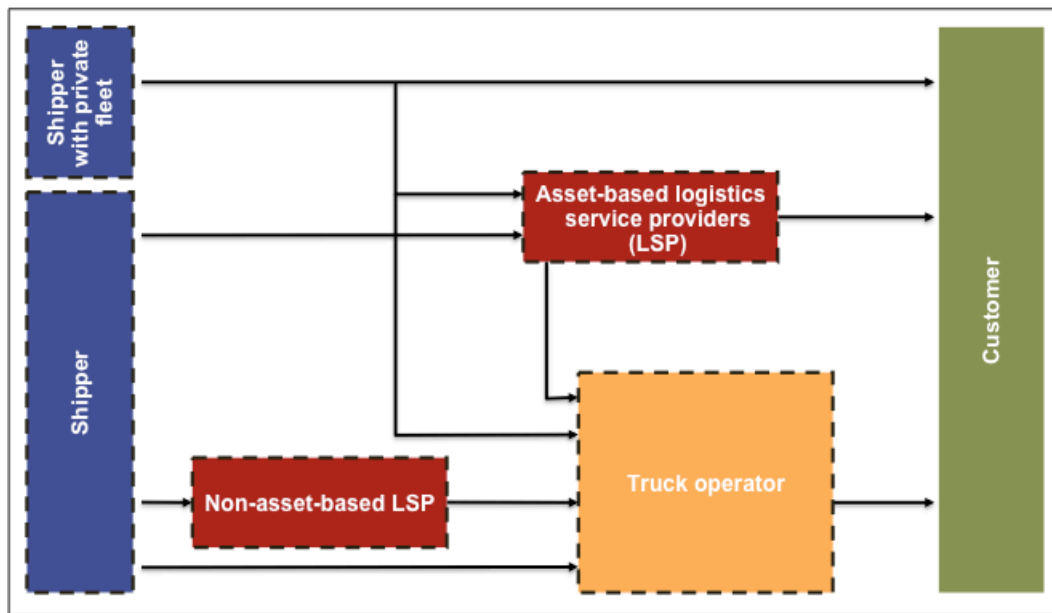 Shipper
with private
fleet
Asset-based logistics
service providers
(LSP)
Shipper
Customer
Truck operator
Non-asset-based LSP